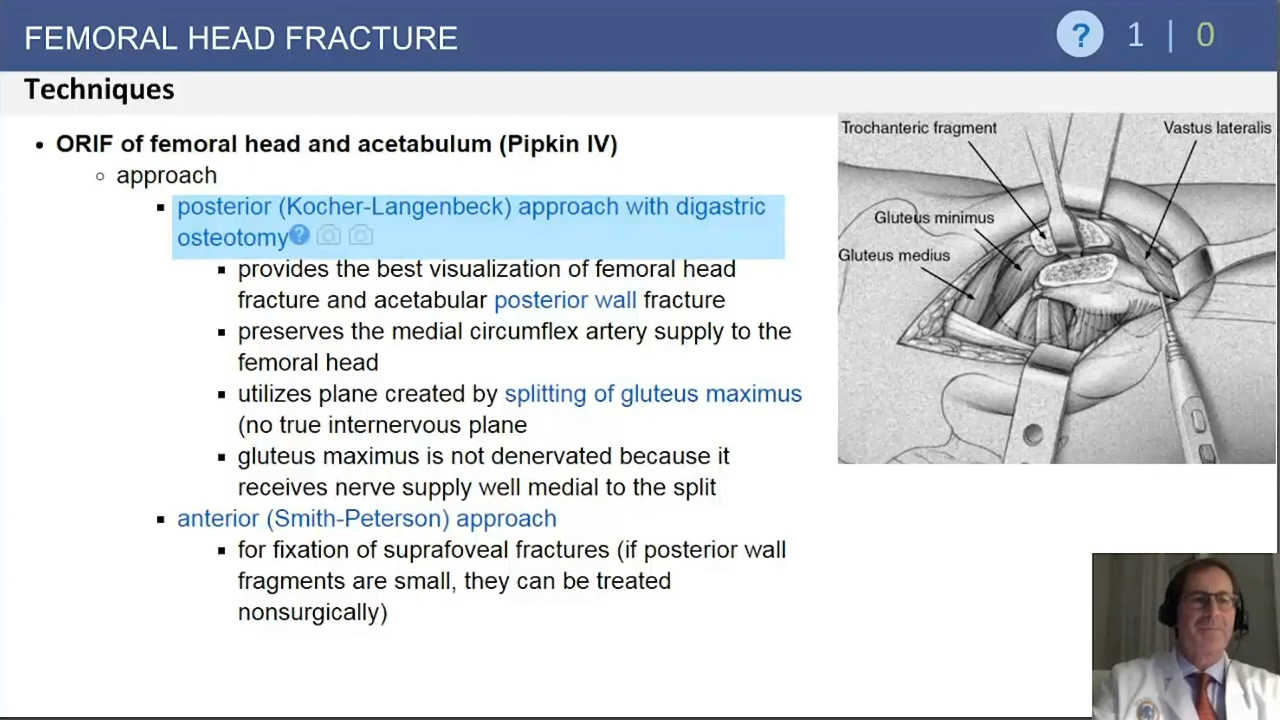 FEMORAL HEAD FRACTURE
? 1 | 0
Techniques
• ORIF of femoral head and acetabulum (Pipkin IV)
approach
posterior (Kocher-Langenbeck) approach with digastric
osteotomy?
provides the best visualization of femoral head
fracture and acetabular posterior wall fracture
preserves the medial circumflex artery supply to the
femoral head
utilizes plane created by splitting of gluteus maximus
(no true internervous plane
gluteus maximus is not denervated because it
receives nerve supply well medial to the split
anterior (Smith-Peterson) approach
for fixation of suprafoveal fractures (if posterior wall
fragments are small, they can be treated
nonsurgically)
Trochanteric fragment
Vastus lateralis
Gluteus minimus
Gluteus medius